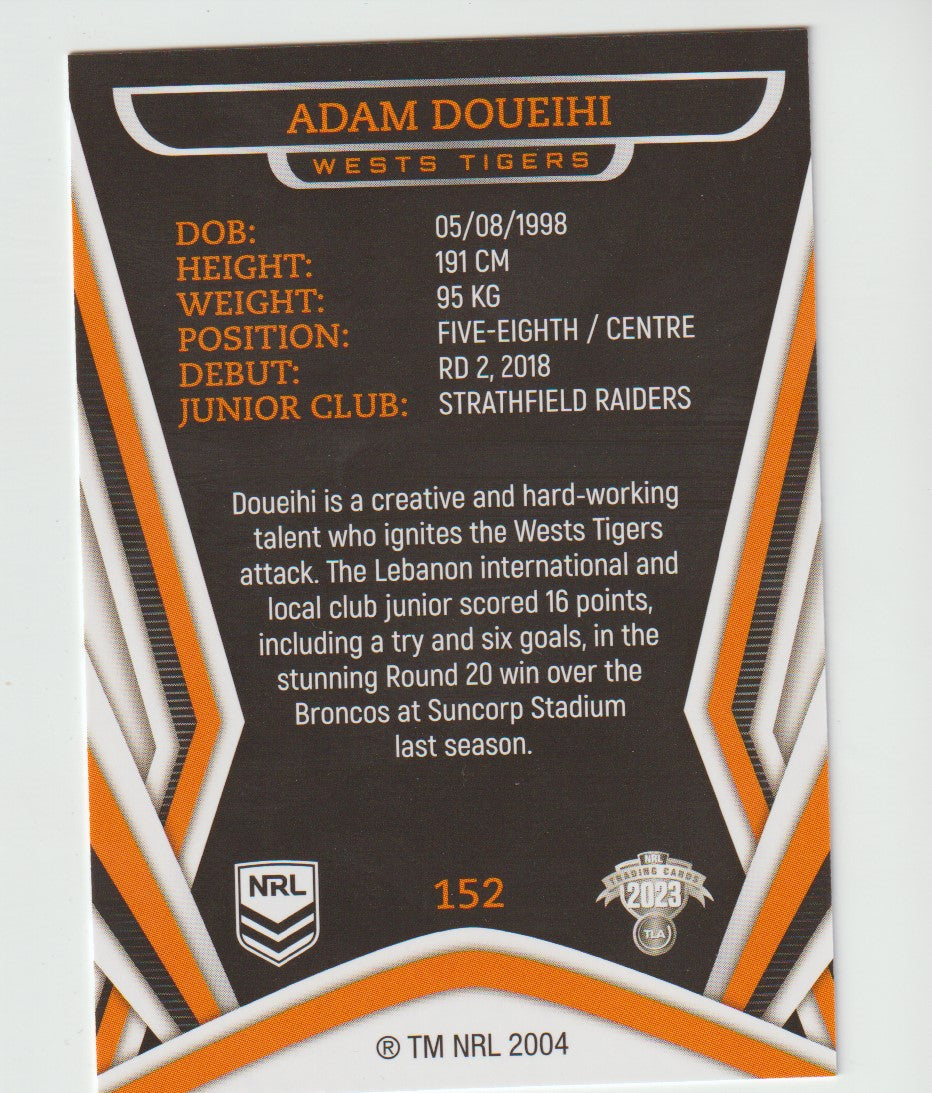 ADAM DOUEIHI
WESTS TIGERS
DOB: 05/08/1998
HEIGHT: 191 CM
WEIGHT: 95 KG
POSITION: FIVE-EIGHTH / CENTRE
DEBUT: RD 2, 2018
JUNIOR CLUB: STRATHFIELD RAIDERS
Doueihi is a creative and hard-working
talent who ignites the Wests Tigers
attack. The Lebanon international and
local club junior scored 16 points,
including a try and six goals, in the
stunning Round 20 win over the
Broncos at Suncorp Stadium
last season.
NRL
152
NRL
TRADING CARDS
2023
TLA
® TM NRL 2004